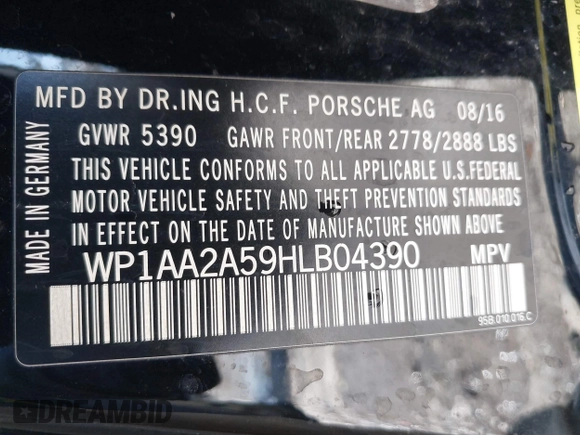 MFD BY DR.ING H.C.F. PORSCHE AG 08/16
GVWR 5390 GAWR FRONT/REAR 2778/2888 LBS
THIS VEHICLE CONFORMS TO ALL APPLICABLE U.S.FEDERAL
MOTOR VEHICLE SAFETY AND THEFT PREVENTION STANDARDS
IN EFFECT ON THE DATE OF MANUFACTURE SHOWN ABOVE.
WP1AA2A59HLB04390 MPV
MADE IN GERMANY
95B.010.016.C
DREAMBID